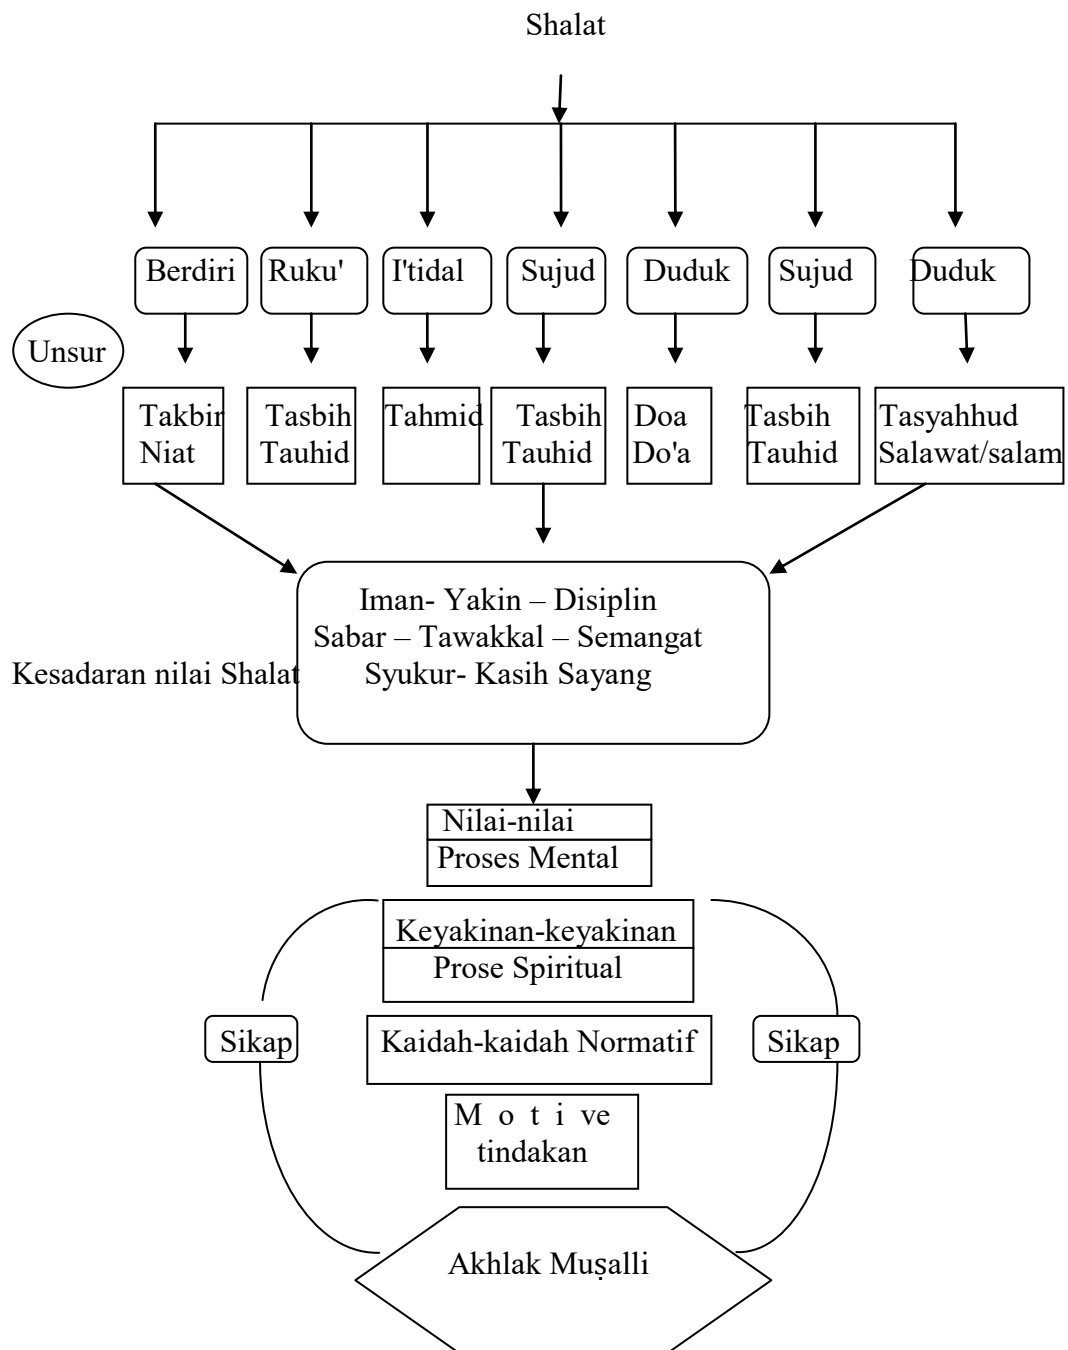 Shalat
Berdiri Ruku' I'tidal Sujud Duduk Sujud Duduk
Unsur
Takbir Tasbih Tahmid Tasbih Doa Tasbih Tasyahhud
Niat Tauhid Tauhid Do'a Tauhid Salawat/salam
Iman- Yakin – Disiplin
Sabar – Tawakkal – Semangat
Kesadaran nilai Shalat Syukur- Kasih Sayang
Nilai-nilai
Proses Mental
Keyakinan-keyakinan
Prose Spiritual
Sikap Kaidah-kaidah Normatif Sikap
M o t i ve
tindakan
Akhlak Muṣalli